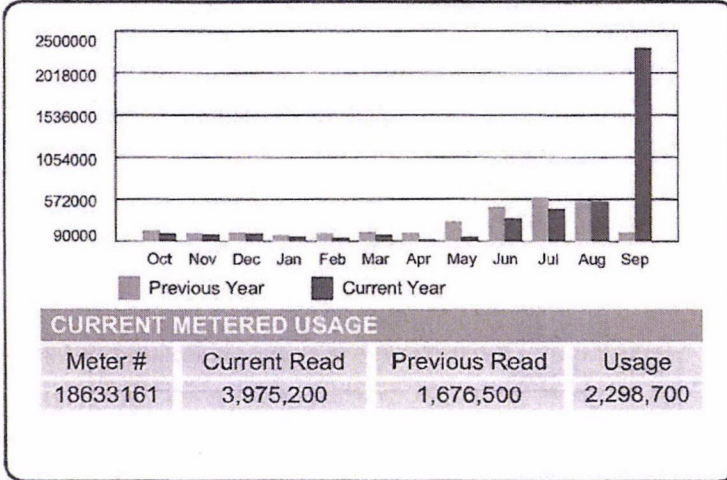 2500000
2018000
1536000
1054000
572000
90000
Oct Nov Dec Jan Feb Mar Apr May Jun Jul Aug Sep
Previous Year Current Year
CURRENT METERED USAGE
Meter # Current Read Previous Read Usage
18633161 3,975,200 1,676,500 2,298,700